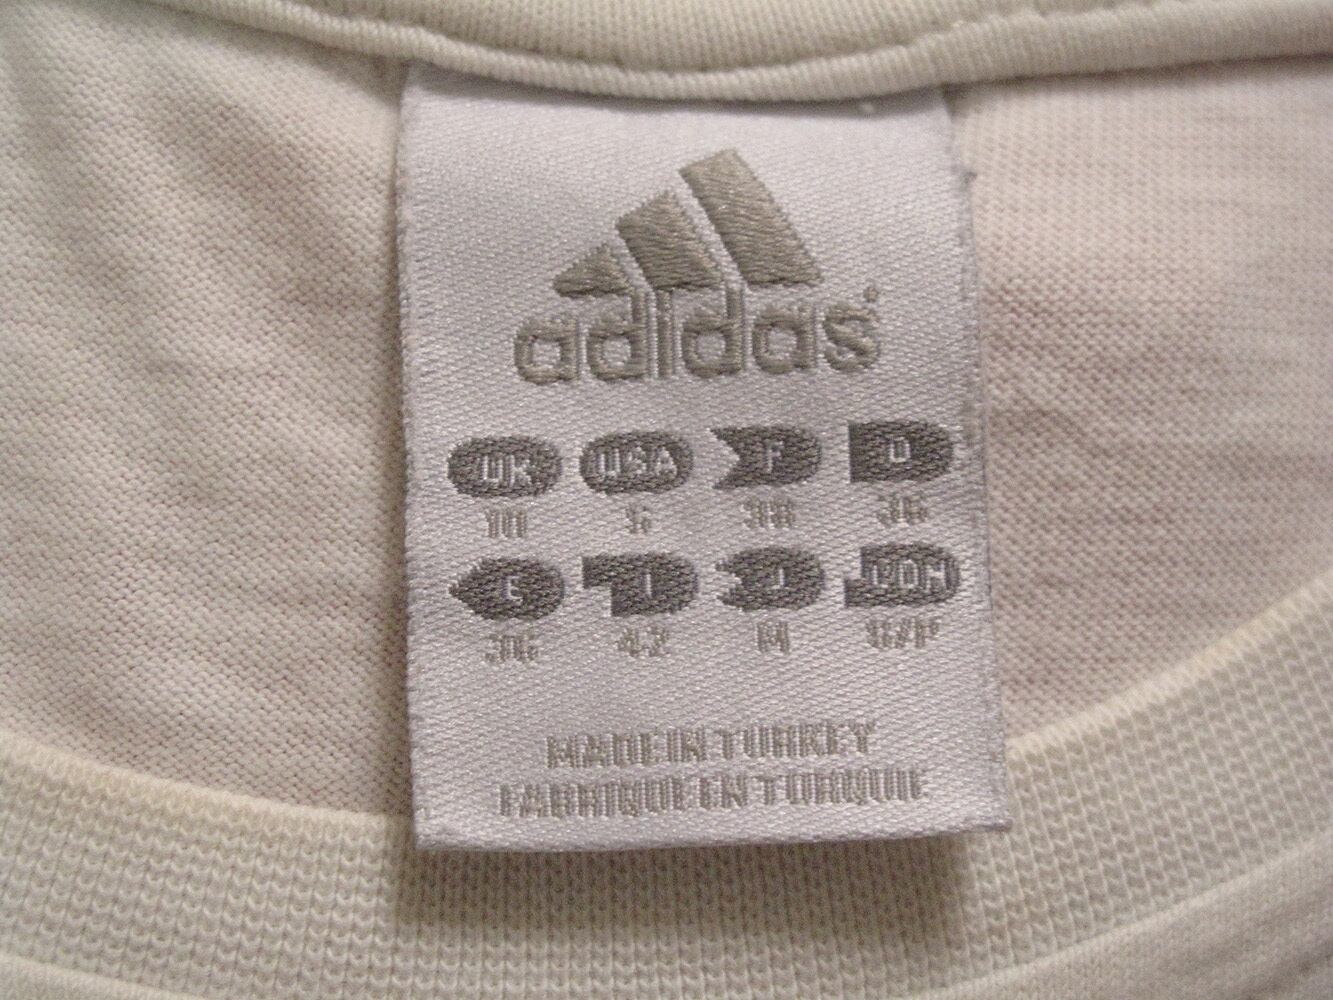 adidas®
UK USA F D
10 S 38 36
E I J CDN
36 42 M S/P
MADE IN TURKEY
FABRIQUE EN TURQUIE